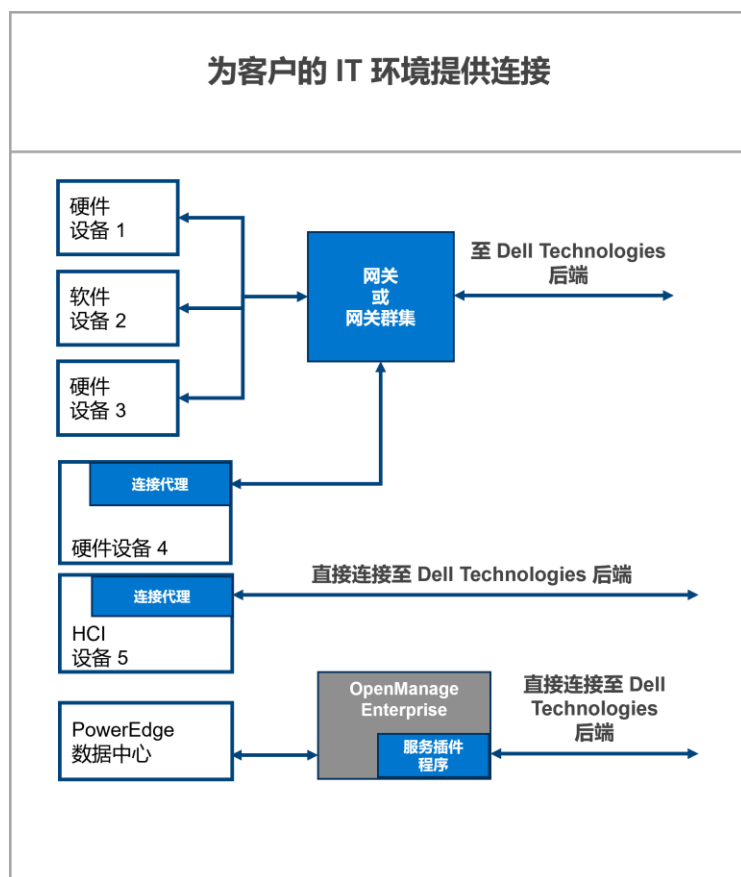 为客户的 IT 环境提供连接
硬件
设备 1
软件
设备 2
硬件
设备 3
网关
或
网关群集
至 Dell Technologies
后端
连接代理
硬件设备 4
连接代理
HCI
设备 5
直接连接至 Dell Technologies 后端
PowerEdge
数据中心
OpenManage
Enterprise
服务插件
程序
直接连接至 Dell
Technologies
后端